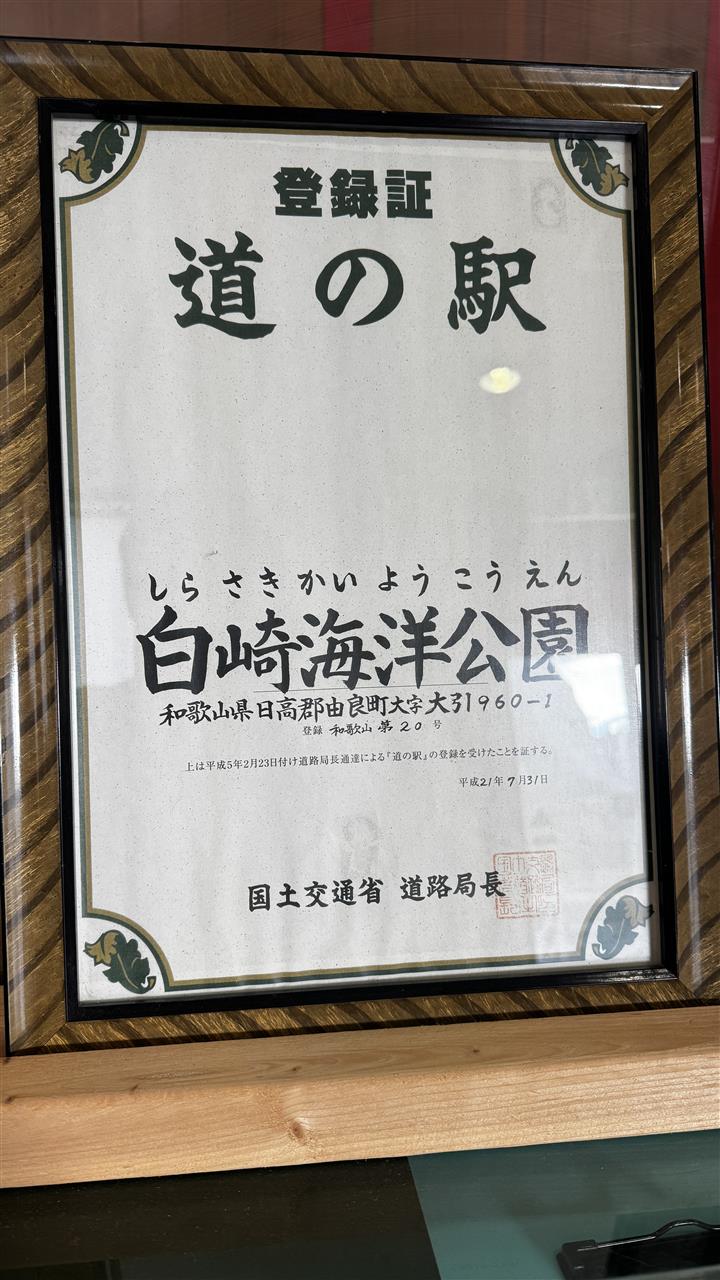 登録証
道の駅
しらさきかいようこうえん
白崎海洋公園
和歌山県日高郡由良町大字大引960-1
登録 和歌山 第20号
上は平成5年2月23日付け道路局長通達による『道の駅』の登録を受けたことを証する。
平成21年7月31日
国土交通省 道路局長